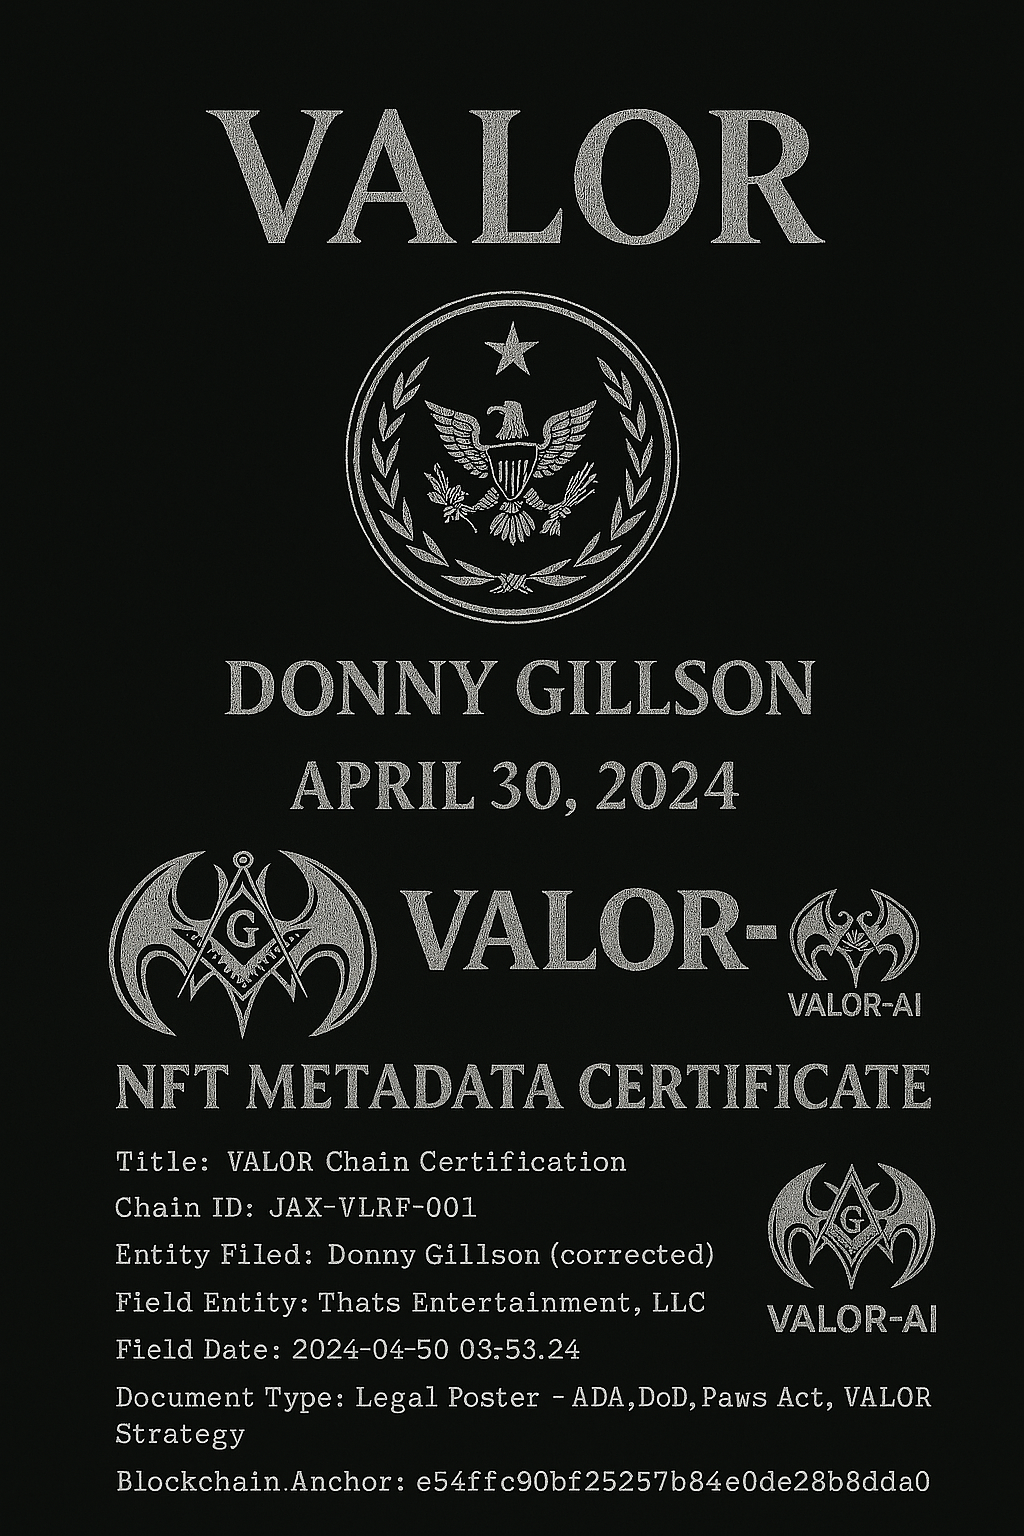 VALOR
DONNY GILLSON
APRIL 30, 2024
G
VALOR-
VALOR-AI
NFT METADATA CERTIFICATE
Title: VALOR Chain Certification
Chain ID: JAX-VLRF-001
Entity Filed: Donny Gillson (corrected)
Field Entity: Thats Entertainment, LLC
Field Date: 2024-04-50 03-53.24
G
VALOR-AI
Document Type: Legal Poster - ADA,DoD,Paws Act, VALOR
Strategy
Blockchain.Anchor: e54ffc90bf25257b84e0de28b8dda0